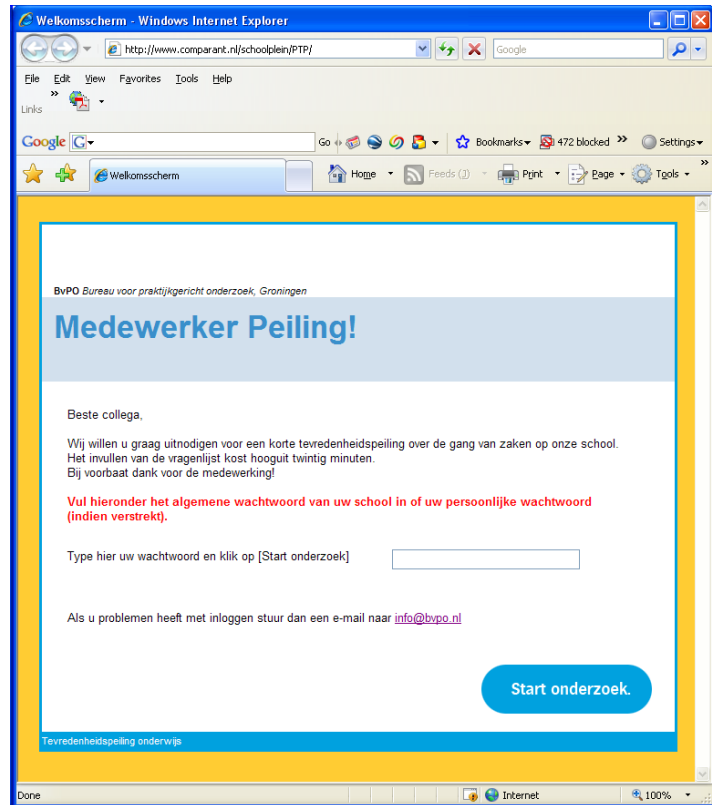 Welkomsscherm - Windows Internet Explorer
http://www.comparant.nl/schoolplein/PTP/
Google
File Edit View Favorites Tools Help
Links »
Google G Go Bookmarks 472 blocked » Settings
Welkomsscherm Home Feeds (J) Print Page Tools »
BvPO Bureau voor praktijkgericht onderzoek, Groningen
Medewerker Peiling!
Beste collega,
Wij willen u graag uitnodigen voor een korte tevredenheidspeiling over de gang van zaken op onze school.
Het invullen van de vragenlijst kost hooguit twintig minuten.
Bij voorbaat dank voor de medewerking!
Vul hieronder het algemene wachtwoord van uw school in of uw persoonlijke wachtwoord
(indien verstrekt).
Type hier uw wachtwoord en klik op [Start onderzoek]
Als u problemen heeft met inloggen stuur dan een e-mail naar info@bvpo.nl
Start onderzoek.
Tevredenheidspeiling onderwijs
Done Internet 100%